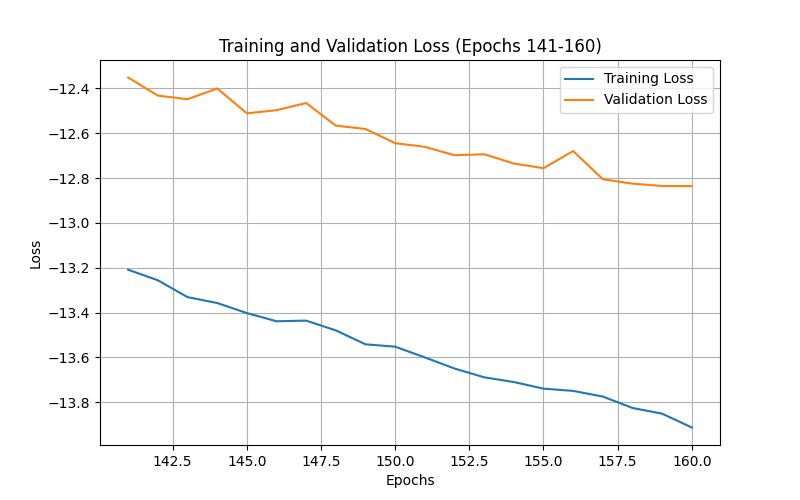 Training and Validation Loss (Epochs 141-160)
Training Loss
Validation Loss
−12.4
−12.6
−12.8
−13.0
−13.2
−13.4
−13.6
−13.8
Loss
142.5 145.0 147.5 150.0 152.5 155.0 157.5 160.0
Epochs